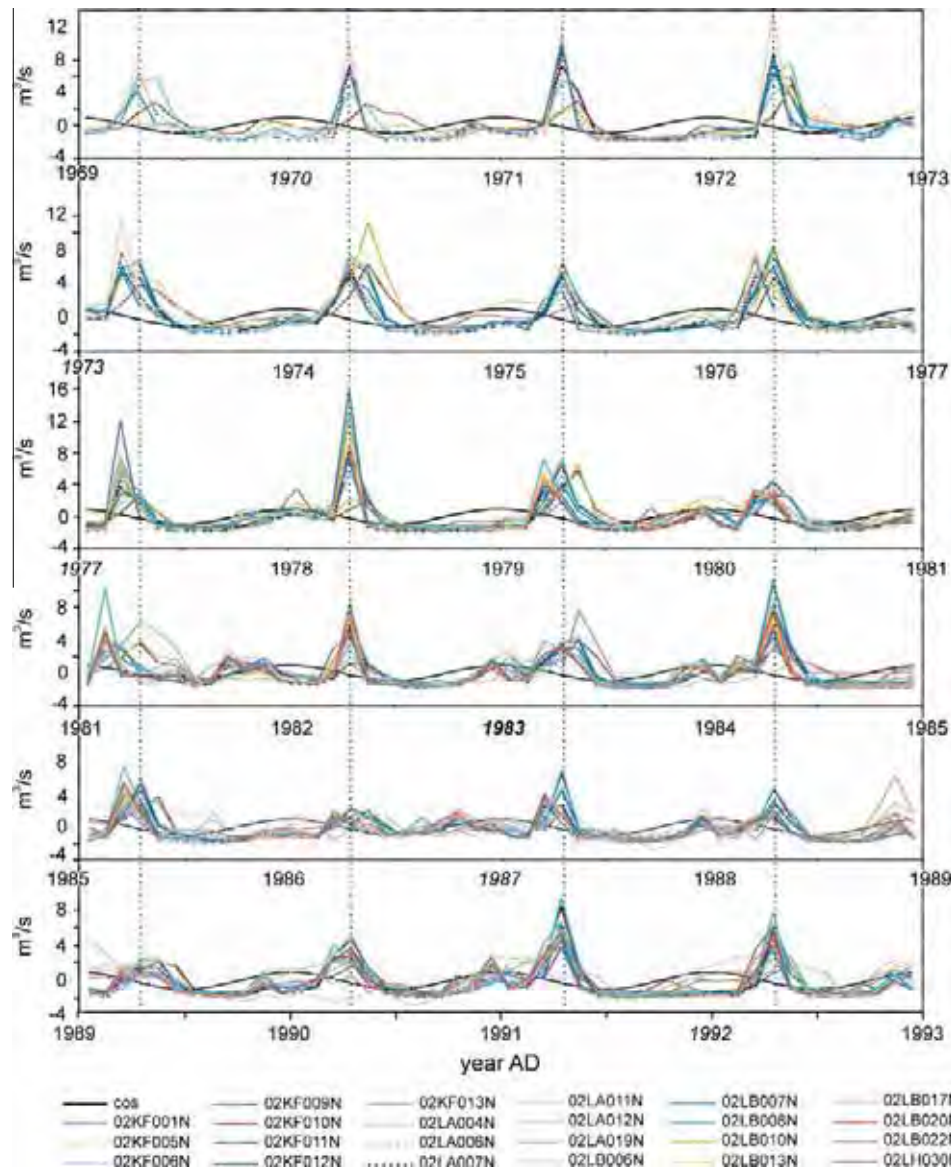 12
8
4
0
-4
m³/s
1969 1970 1971 1972 1973
12
8
4
0
-4
m³/s
1973 1974 1975 1976 1977
16
12
8
4
0
-4
m³/s
1977 1978 1979 1980 1981
8
4
0
-4
m³/s
1981 1982 1983 1984 1985
8
4
0
-4
m³/s
1985 1986 1987 1988 1989
8
4
0
-4
m³/s
1989 1990 1991 1992 1993
year AD
cos 02KF009N 02KF013N 02LA011N 02LB007N 02LB017N
02KF001N 02KF010N 02LA004N 02LA012N 02LB008N 02LB020
02KF005N 02KF011N 02LA006N 02LA019N 02LB010N 02LB022
02KF006N 02KF012N 02LA007N 02LB006N 02LB013N 02LH030